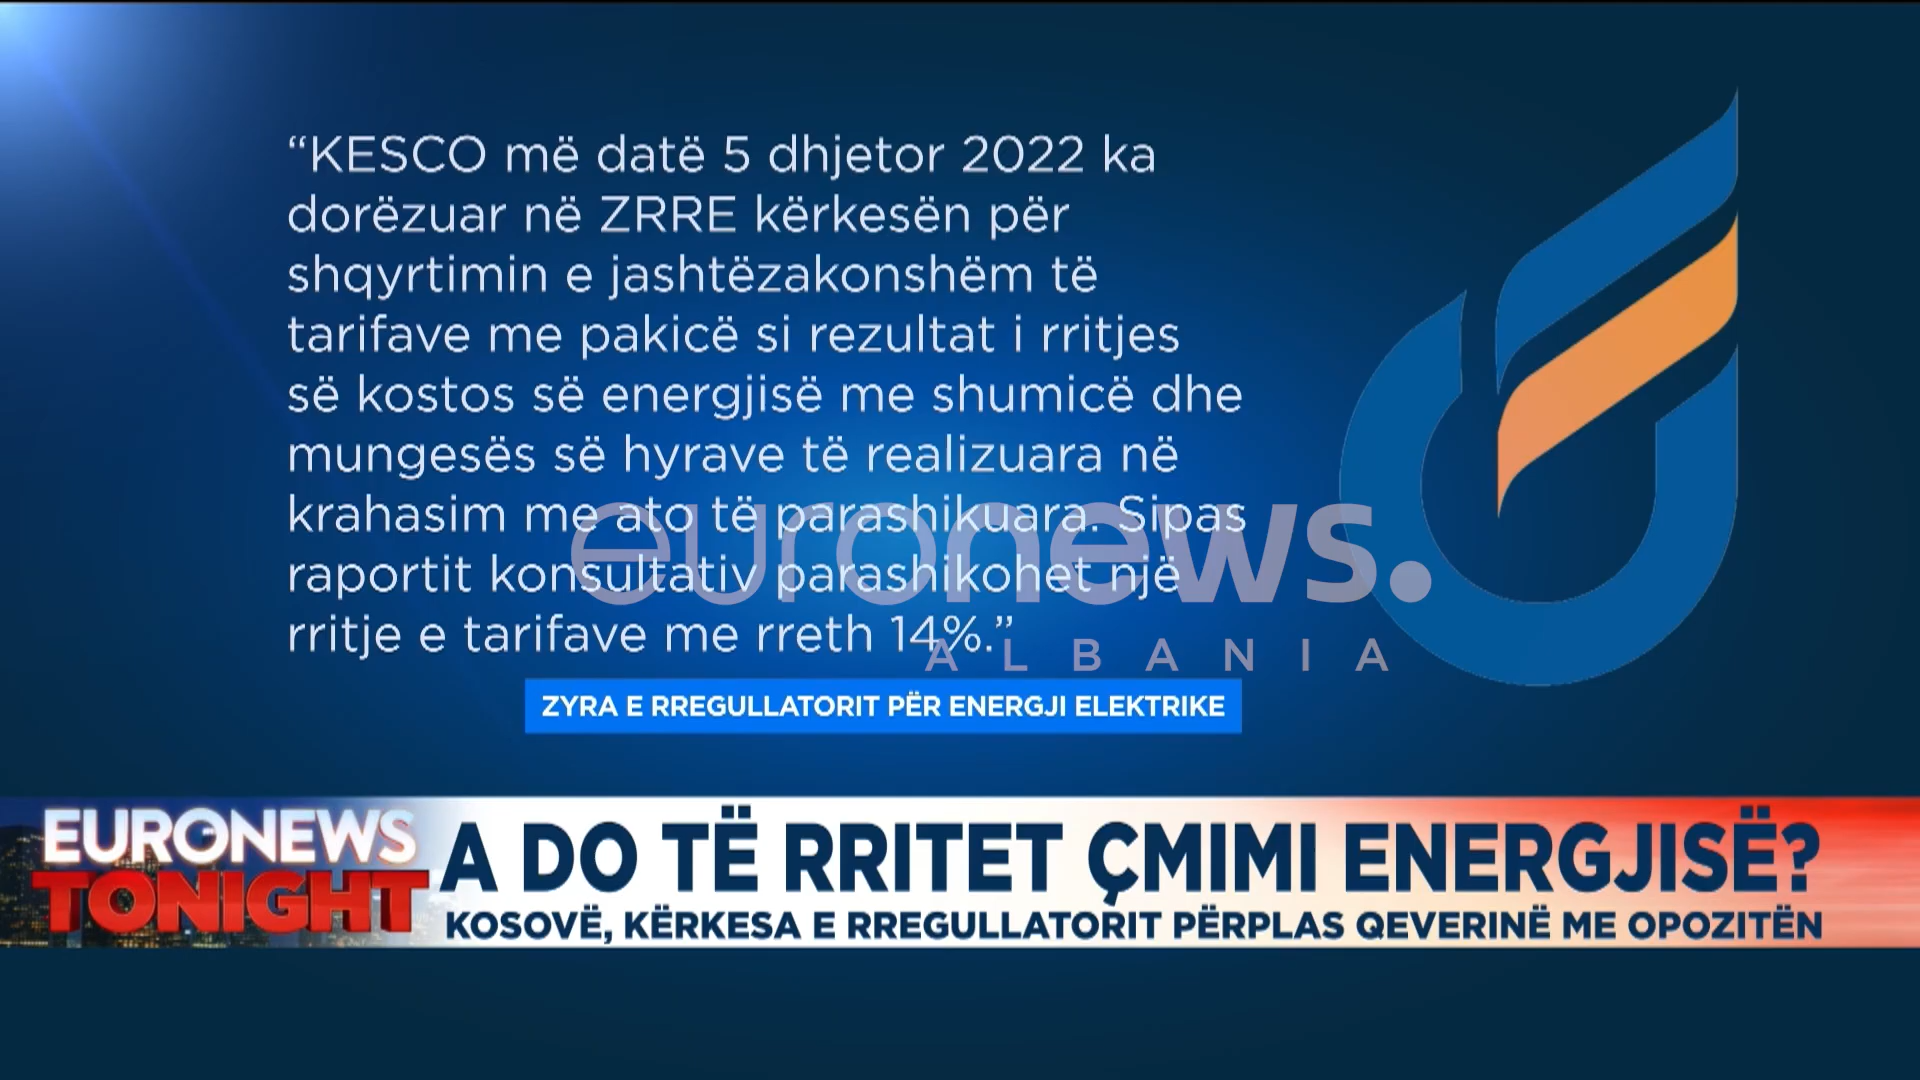 “KESCO më datë 5 dhjetor 2022 ka
dorëzuar në ZRRE kërkesën për
shqyrtimin e jashtëzakonshëm të
tarifave me pakicë si rezultat i rritjes
së kostos së energjisë me shumicë dhe
mungesës së hyrave të realizuara në
krahasim me ato të parashikuara. Sipas
raportit konsultativ parashikohet një
rritje e tarifave me rreth 14%.”
euronews.
ALBANIA
ZYRA E RREGULLATORIT PËR ENERGJI ELEKTRIKE
EURONEWS
TONIGHT
A DO TË RRITET ÇMIMI ENERGJISË?
KOSOVË, KËRKESA E RREGULLATORIT PËRPLAS QEVERINË ME OPOZITËN